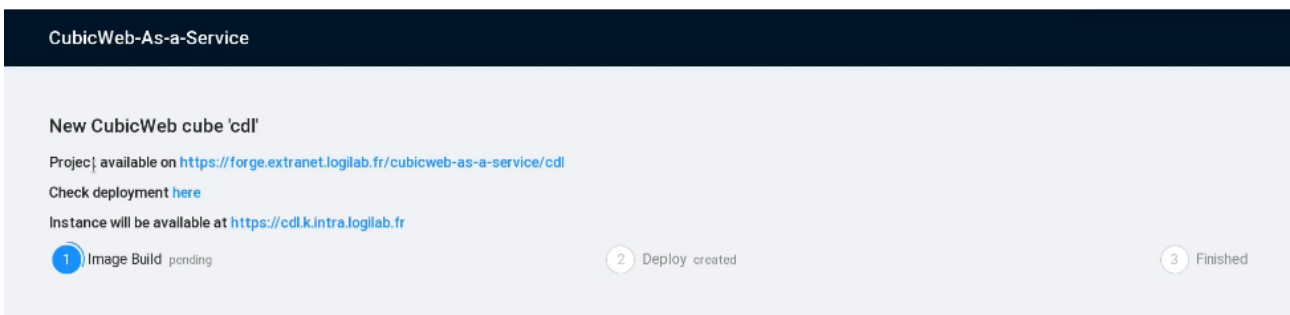 CubicWeb-As-a-Service
New CubicWeb cube 'cdl'
Project available on https://forge.extranet.logilab.fr/cubicweb-as-a-service/cdl
Check deployment here
Instance will be available at https://cdl.k.intra.logilab.fr
1 Image Build pending 2 Deploy created 3 Finished